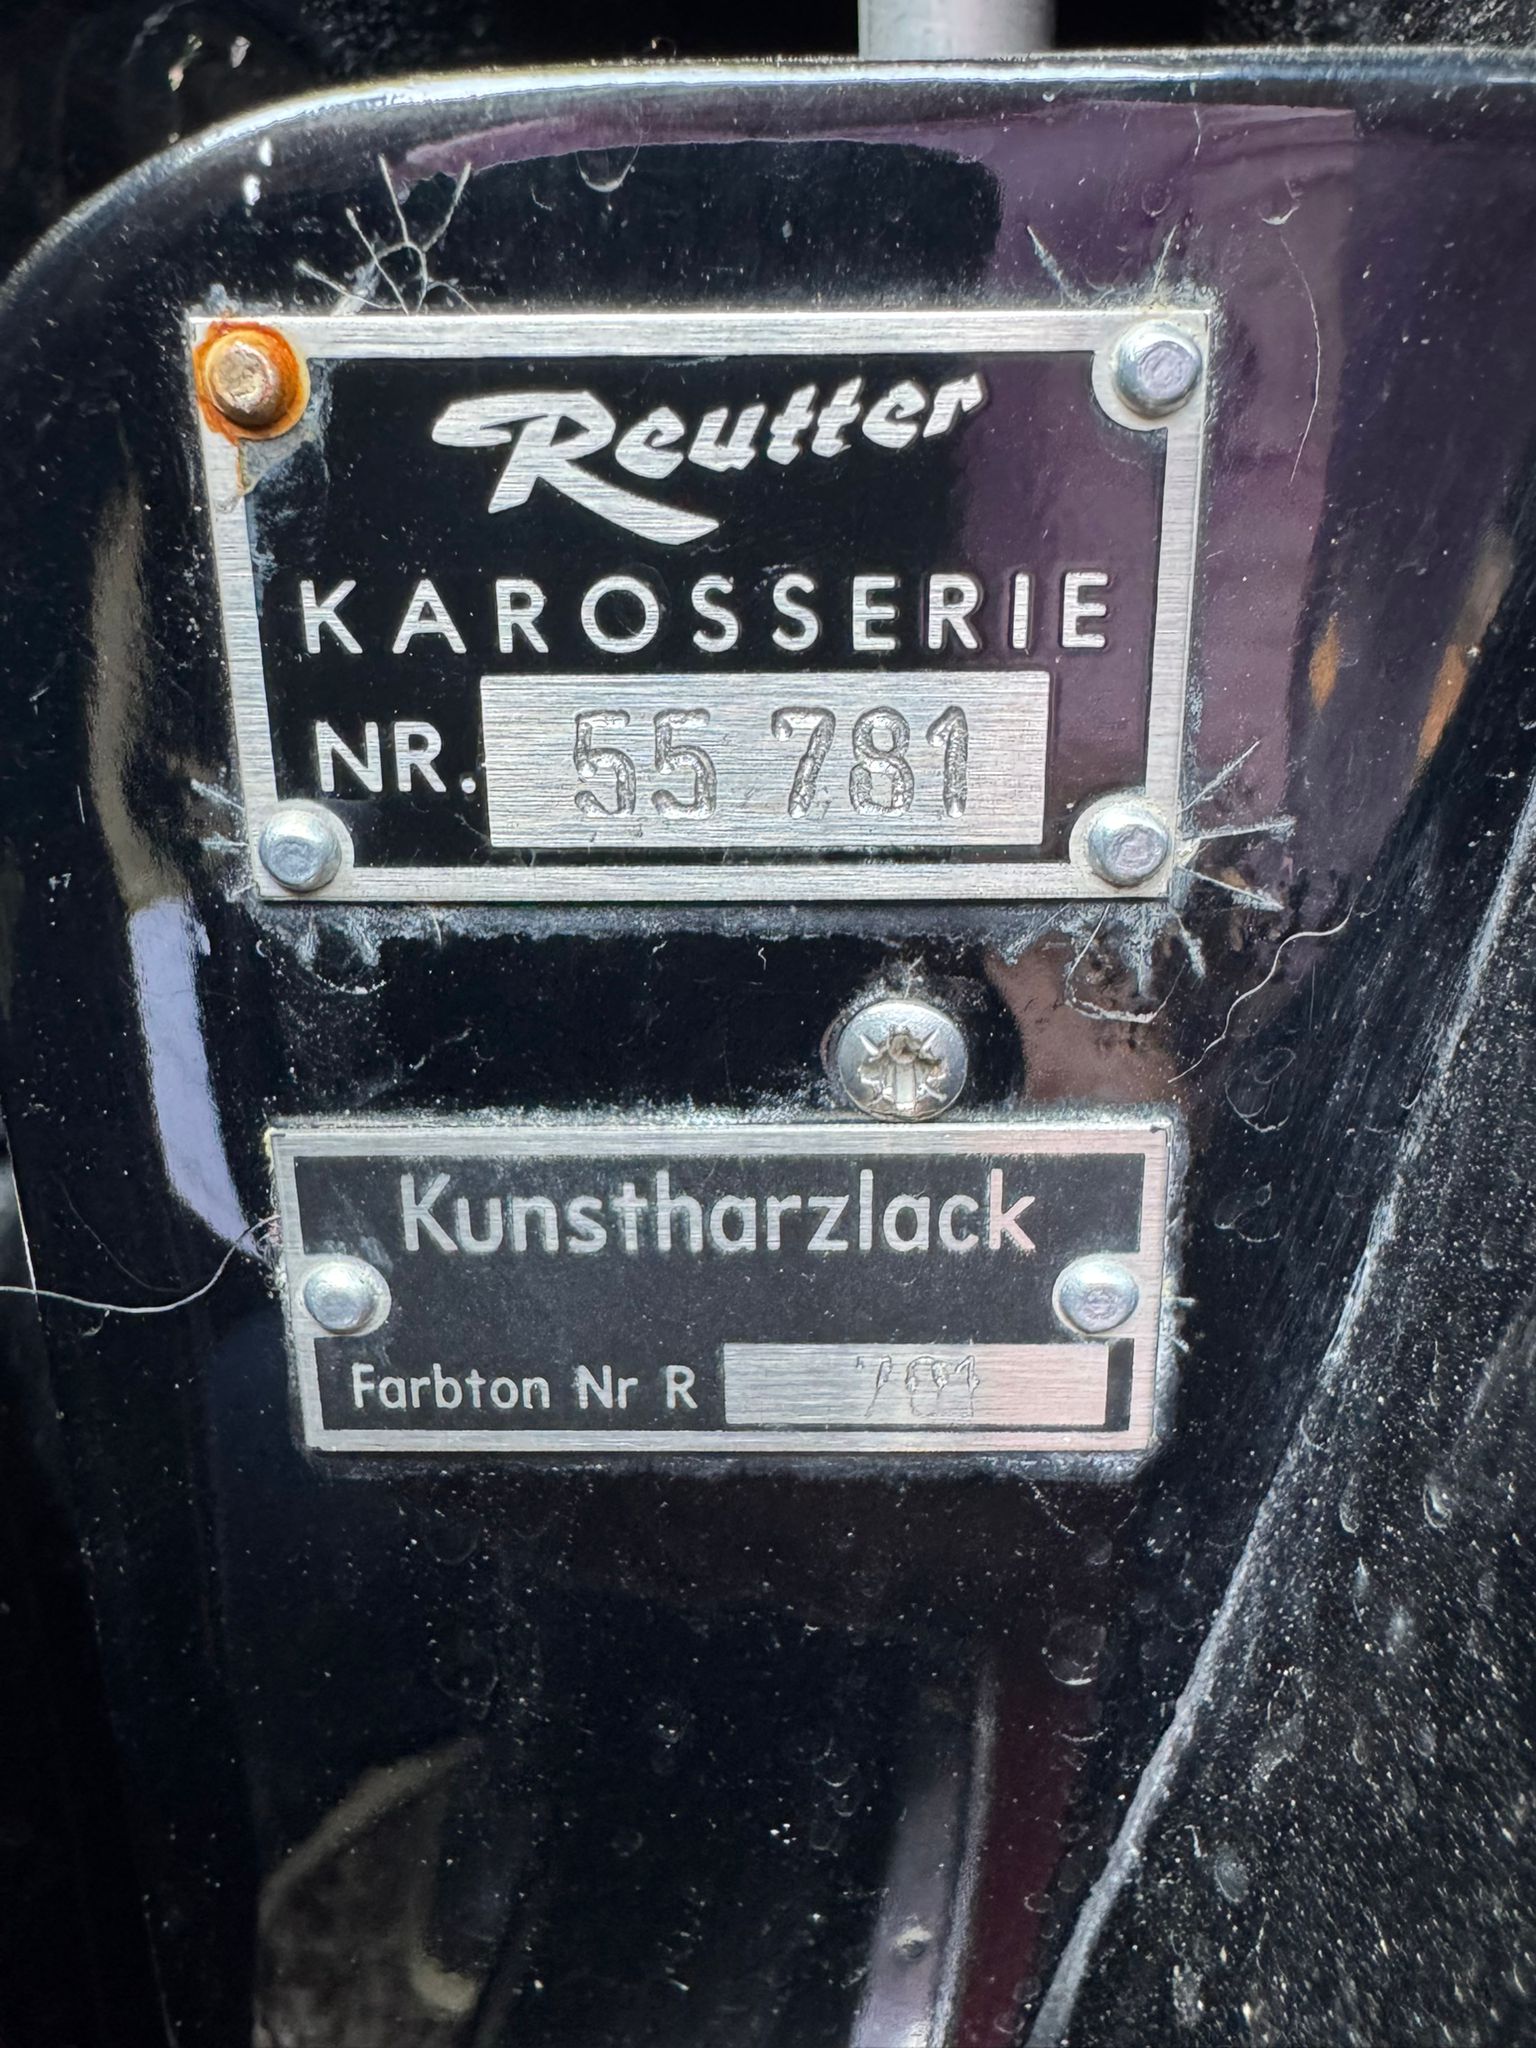 Reutter
KAROSSERIE
NR. 55 781
Kunstharzlack
Farbton Nr R